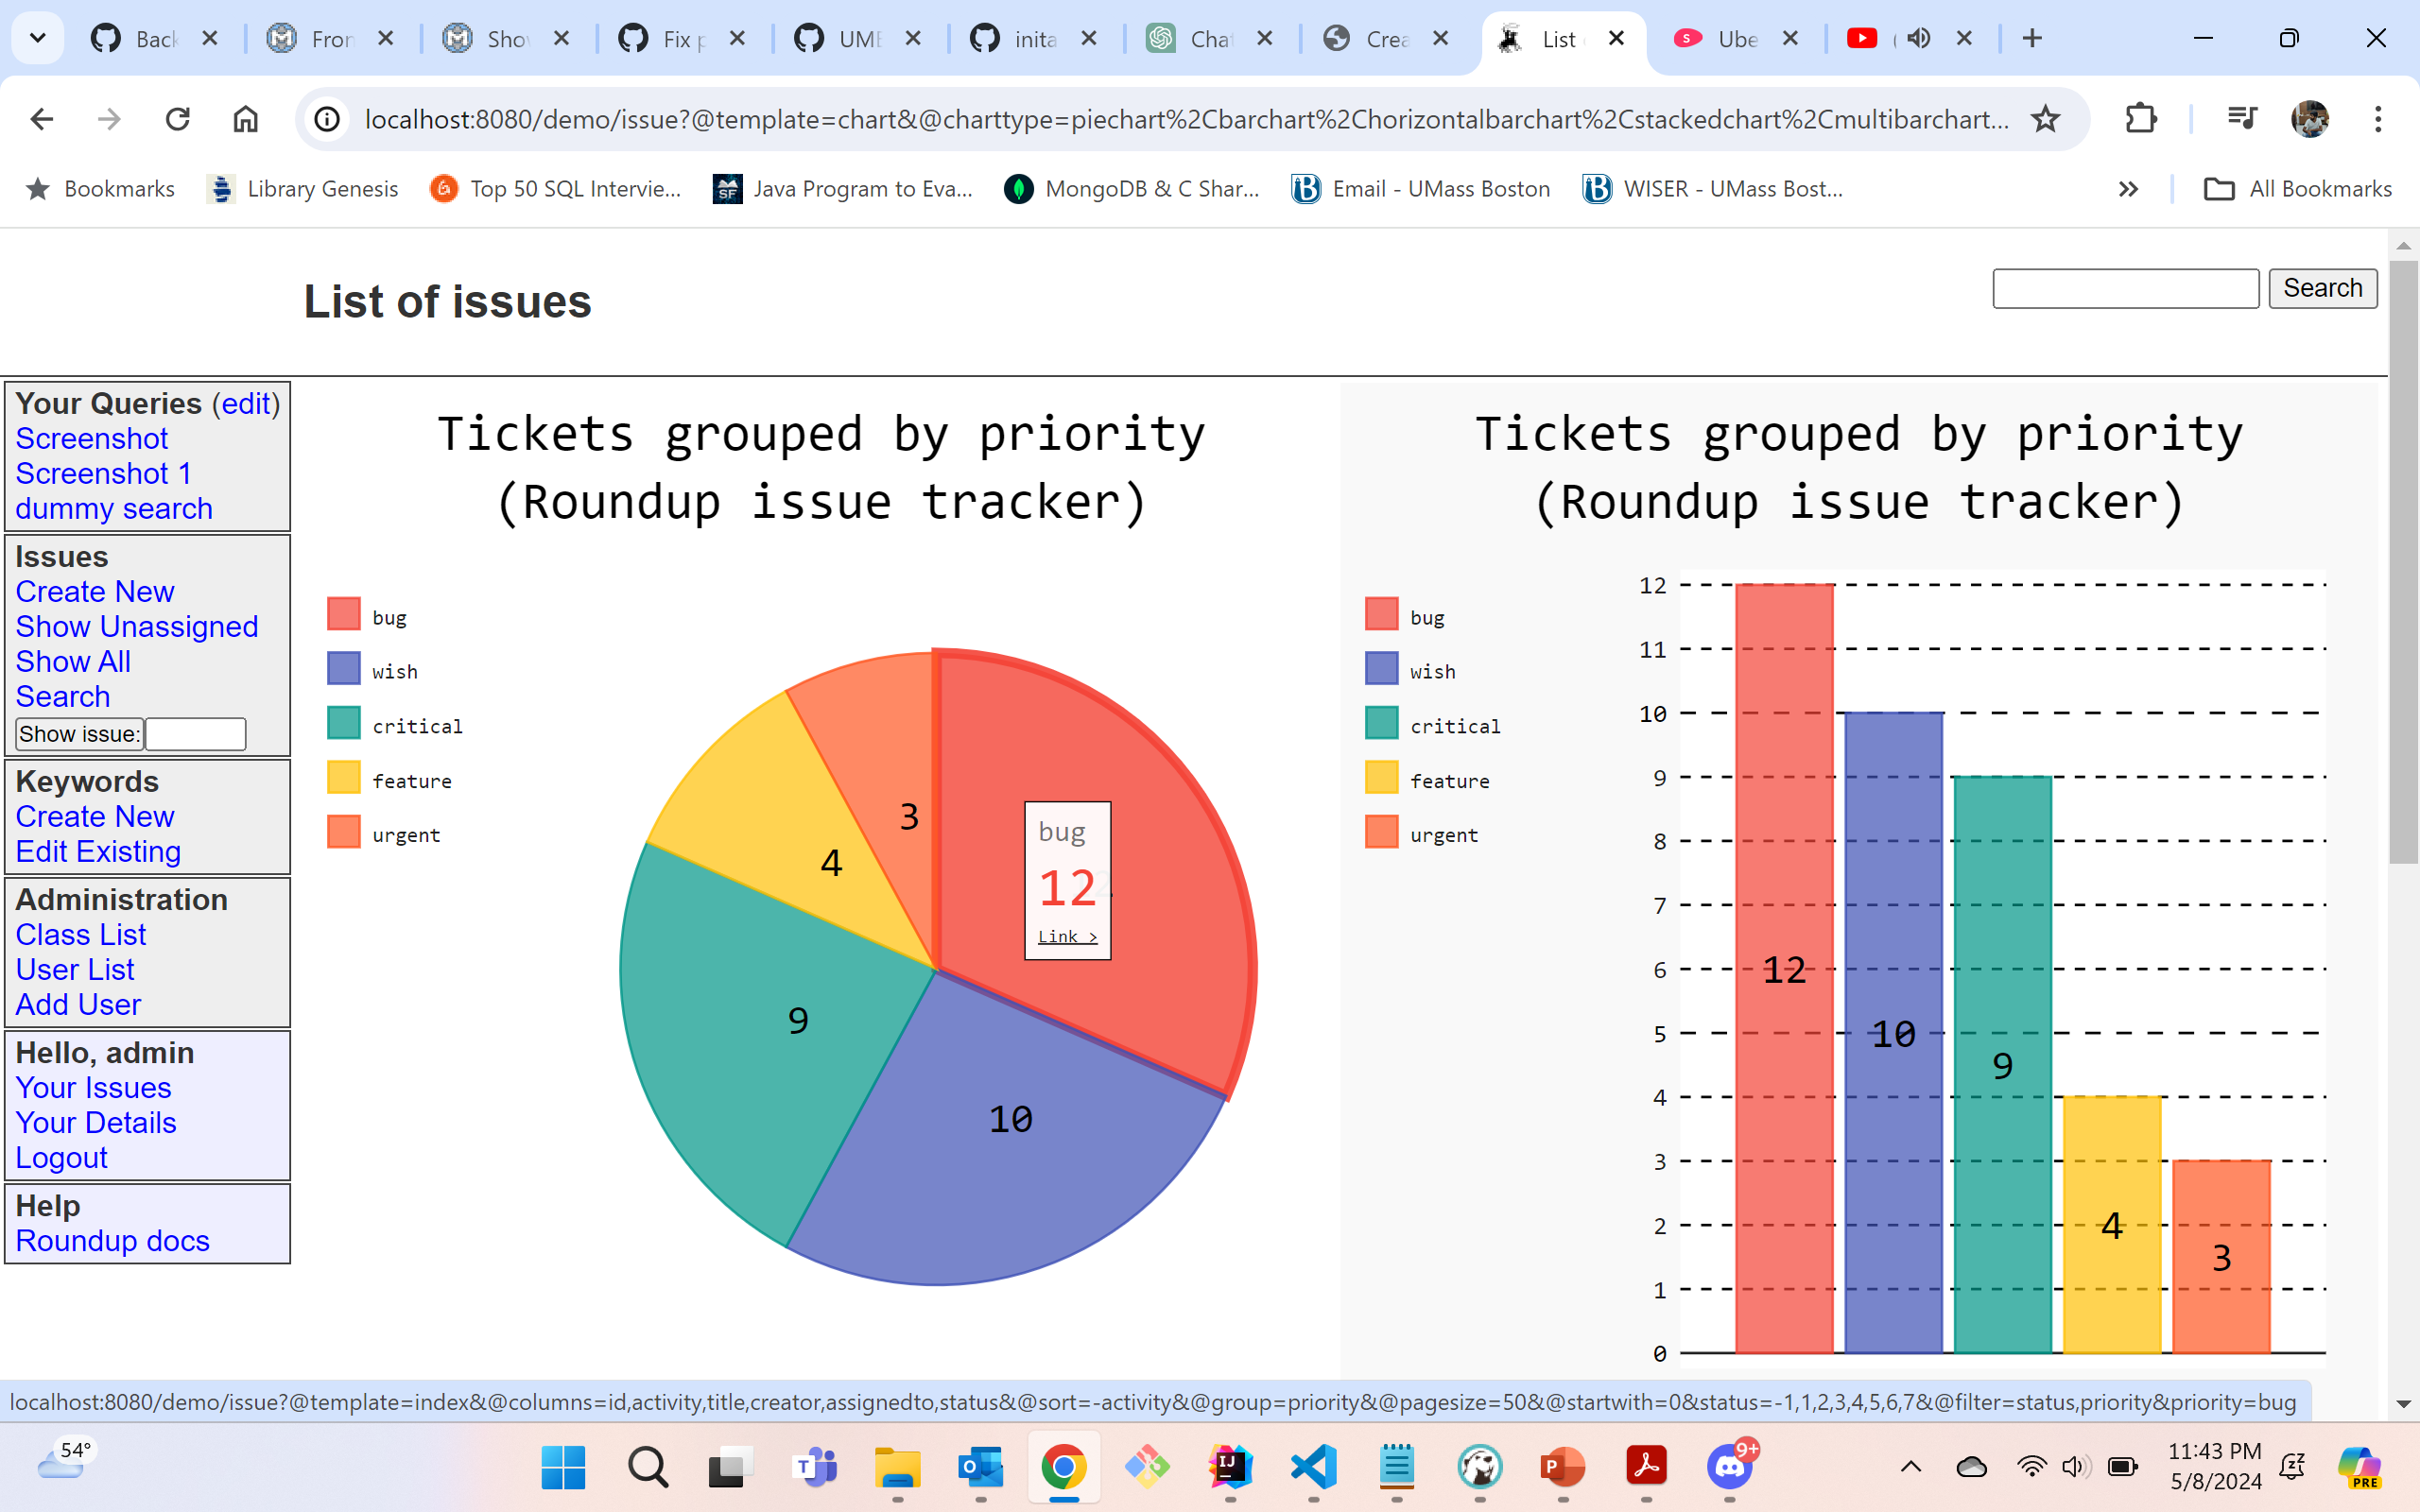 Back
Fron
Show
Fix p
UMB
inita
Chat
Crea
List
Ube
localhost:8080/demo/issue?@template=chart&@charttype=piechart%2Cbarchart%2Chorizontalbarchart%2Cstackedchart%2Cmultibarchart...
Bookmarks
Library Genesis
Top 50 SQL Intervie...
Java Program to Eva...
MongoDB & C Shar...
Email - UMass Boston
WISER - UMass Bost...
All Bookmarks
List of issues
Search
Your Queries (edit)
Screenshot
Screenshot 1
dummy search
Issues
Create New
Show Unassigned
Show All
Search
Show issue:
Keywords
Create New
Edit Existing
Administration
Class List
User List
Add User
Hello, admin
Your Issues
Your Details
Logout
Help
Roundup docs
Tickets grouped by priority
(Roundup issue tracker)
bug
wish
critical
feature
urgent
3
4
9
10
bug
12
Link >
Tickets grouped by priority
(Roundup issue tracker)
bug
wish
critical
feature
urgent
12
11
10
9
8
7
6
5
4
3
2
1
0
12
10
9
4
3
localhost:8080/demo/issue?@template=index&@columns=id,activity,title,creator,assignedto,status&@sort=-activity&@group=priority&@pagesize=50&@startwith=0&status=-1,1,2,3,4,5,6,7&@filter=status,priority&priority=bug
54°
9+
11:43 PM
5/8/2024
PRE